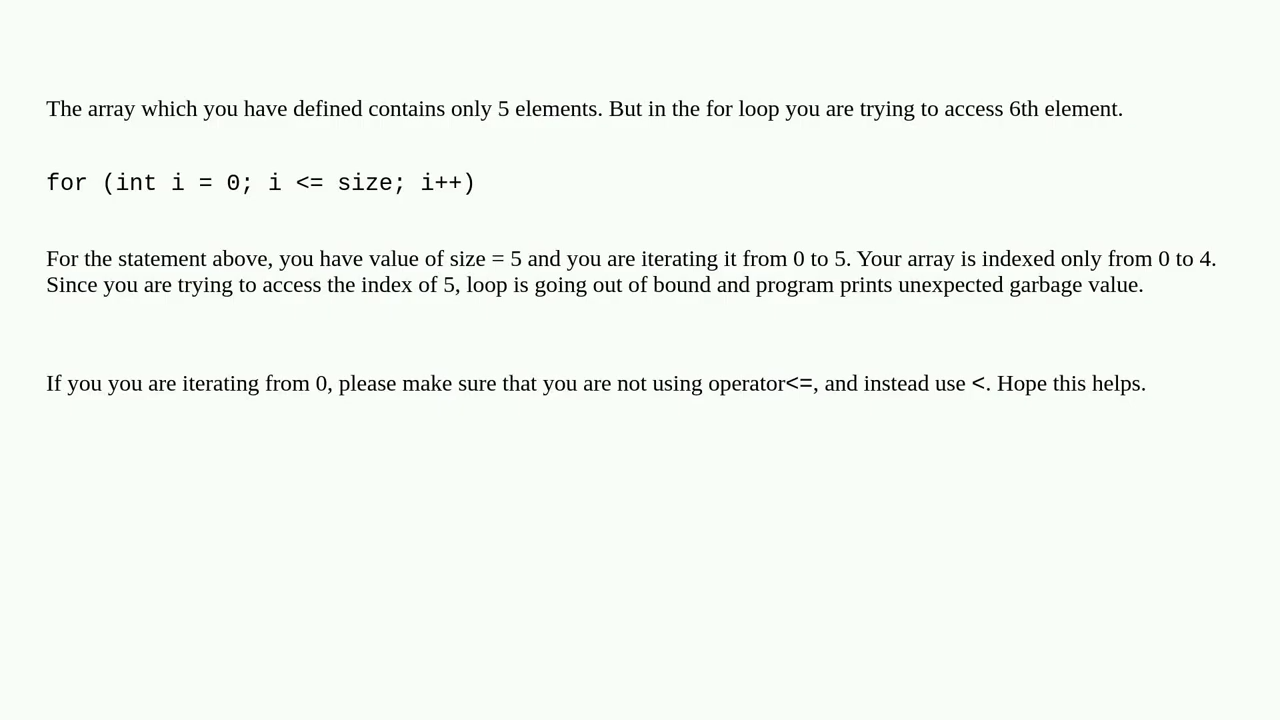 The array which you have defined contains only 5 elements. But in the for loop you are trying to access 6th element.
for (int i = 0; i <= size; i++)
For the statement above, you have value of size = 5 and you are iterating it from 0 to 5. Your array is indexed only from 0 to 4.
Since you are trying to access the index of 5, loop is going out of bound and program prints unexpected garbage value.
If you you are iterating from 0, please make sure that you are not using operator<=, and instead use <. Hope this helps.